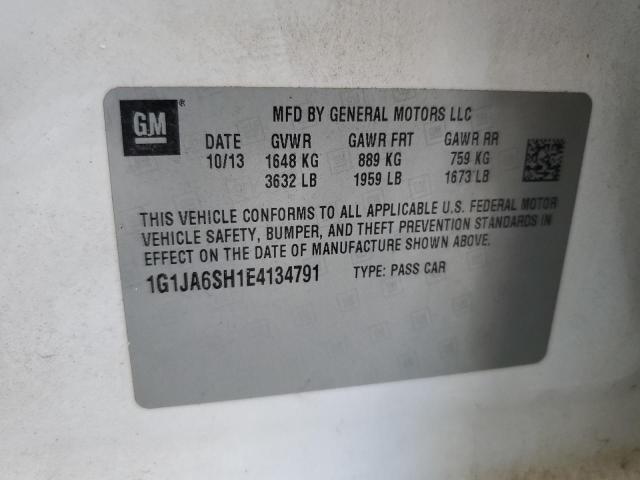 GM ®
MFD BY GENERAL MOTORS LLC
DATE GVWR GAWR FRT GAWR RR
10/13 1648 KG 889 KG 759 KG
3632 LB 1959 LB 1673 LB
THIS VEHICLE CONFORMS TO ALL APPLICABLE U.S. FEDERAL MOTOR
VEHICLE SAFETY, BUMPER, AND THEFT PREVENTION STANDARDS IN
EFFECT ON THE DATE OF MANUFACTURE SHOWN ABOVE.
1G1JA6SH1E4134791 TYPE: PASS CAR